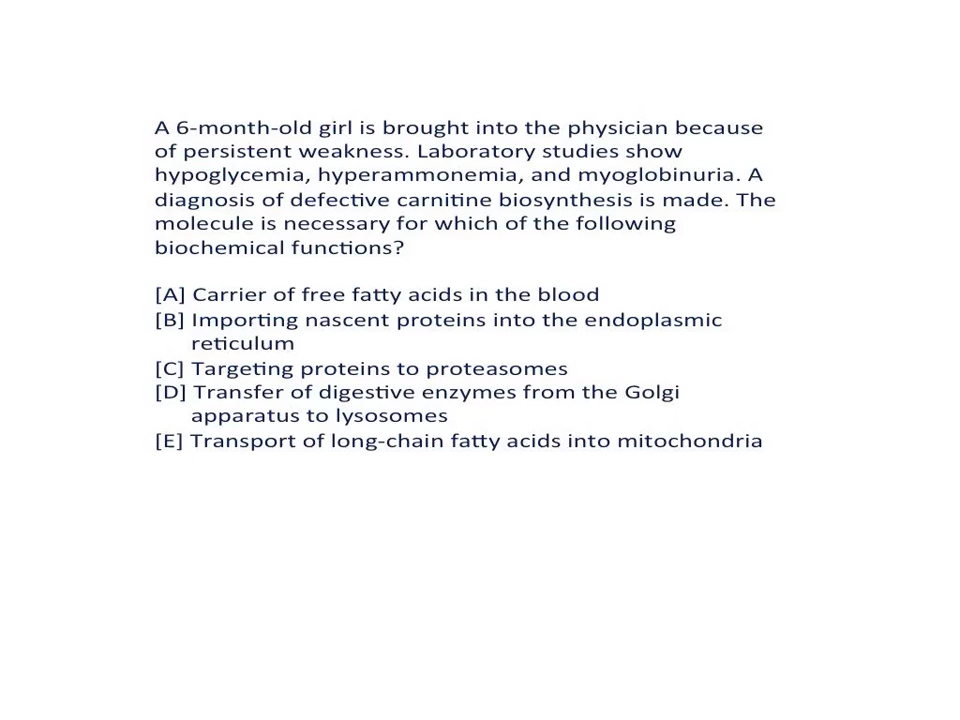 A 6-month-old girl is brought into the physician because
of persistent weakness. Laboratory studies show
hypoglycemia, hyperammonemia, and myoglobinuria. A
diagnosis of defective carnitine biosynthesis is made. The
molecule is necessary for which of the following
biochemical functions?
[A] Carrier of free fatty acids in the blood
[B] Importing nascent proteins into the endoplasmic
reticulum
[C] Targeting proteins to proteasomes
[D] Transfer of digestive enzymes from the Golgi
apparatus to lysosomes
[E] Transport of long-chain fatty acids into mitochondria